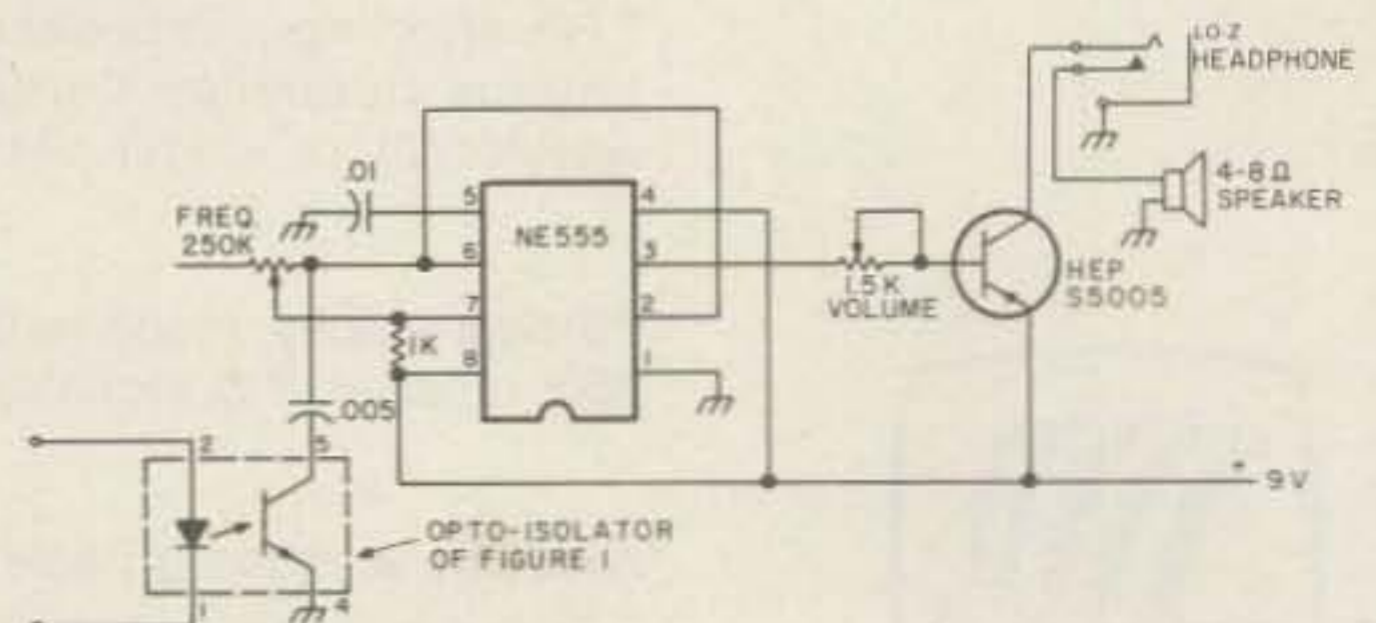 LO Z
HEADPHONE
4-8Ω
SPEAKER
.01
FREQ.
250K
5
6
7
8
NE555
4
3
2
1
1.5K
VOLUME
HEP
S5005
1K
.005
2
5
1
4
OPTO-ISOLATOR
OF FIGURE 1
+
9V